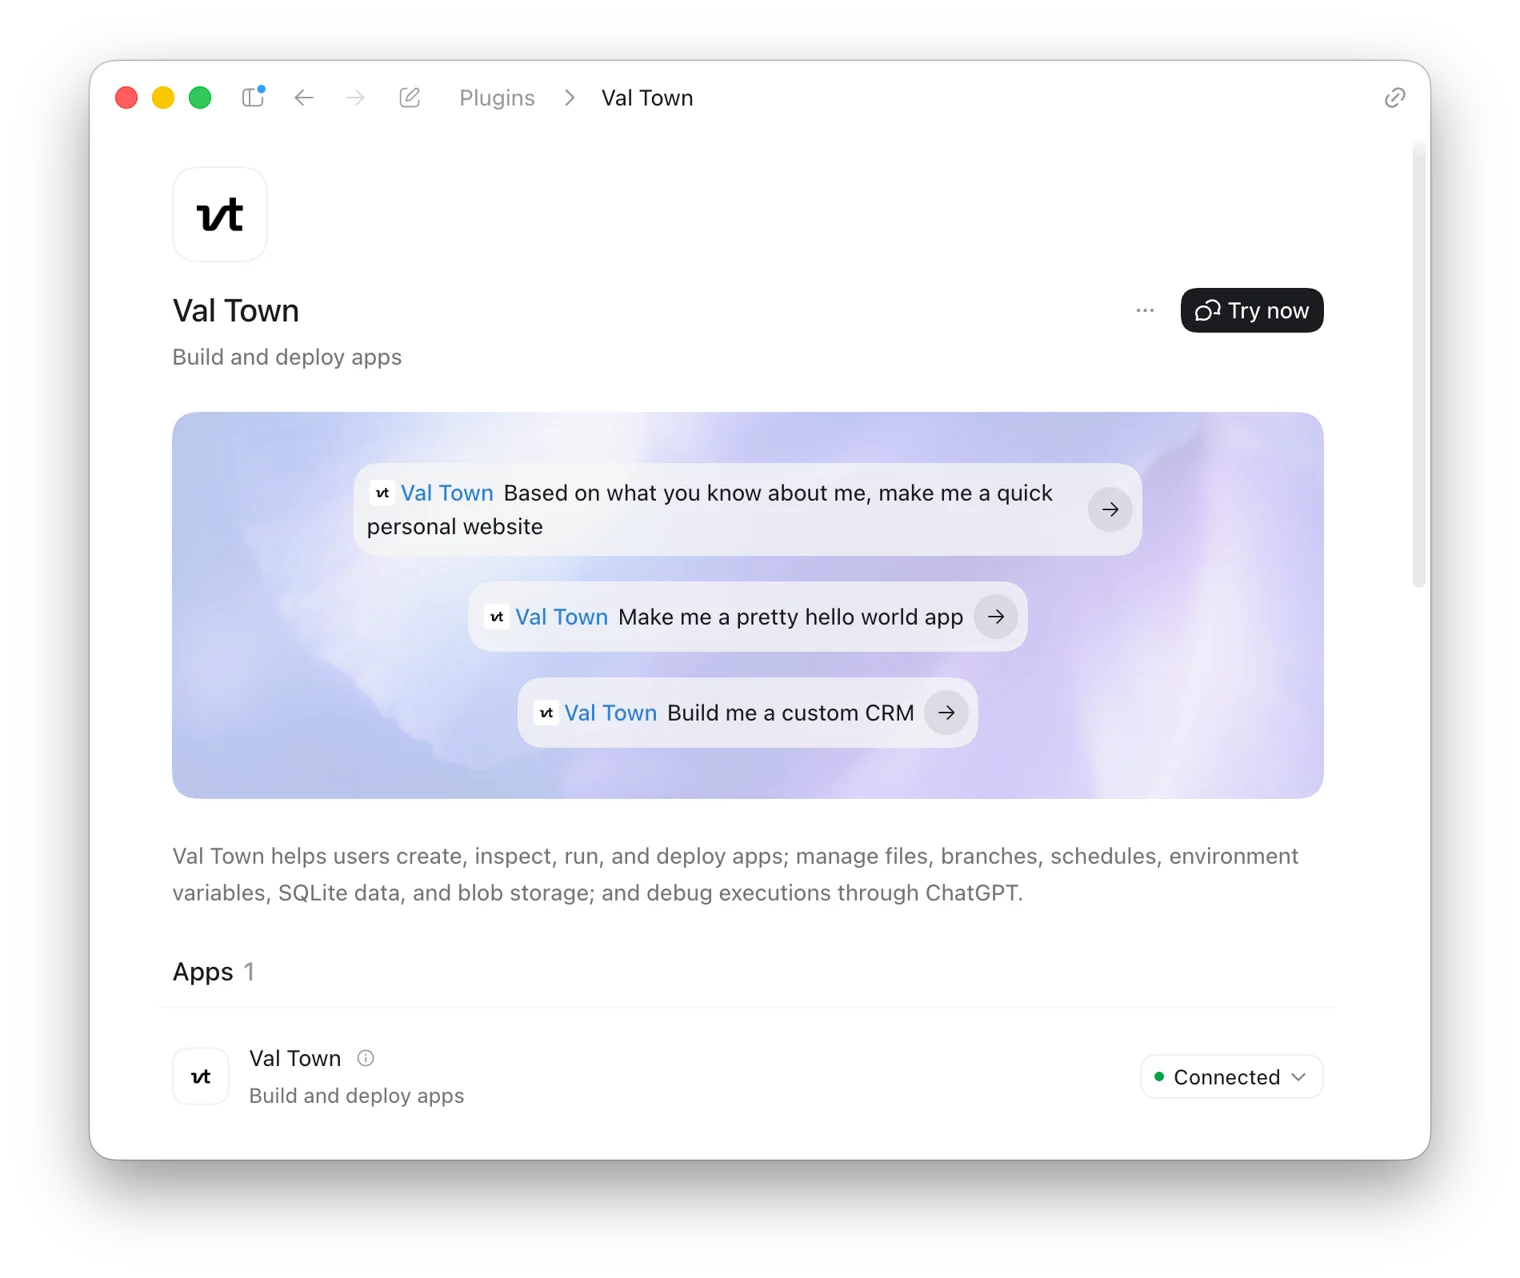 Plugins > Val Town
vt
Val Town
Try now
Build and deploy apps
vt Val Town Based on what you know about me, make me a quick
personal website
vt Val Town Make me a pretty hello world app
vt Val Town Build me a custom CRM
Val Town helps users create, inspect, run, and deploy apps; manage files, branches, schedules, environment
variables, SQLite data, and blob storage; and debug executions through ChatGPT.
Apps 1
vt
Val Town
Build and deploy apps
Connected